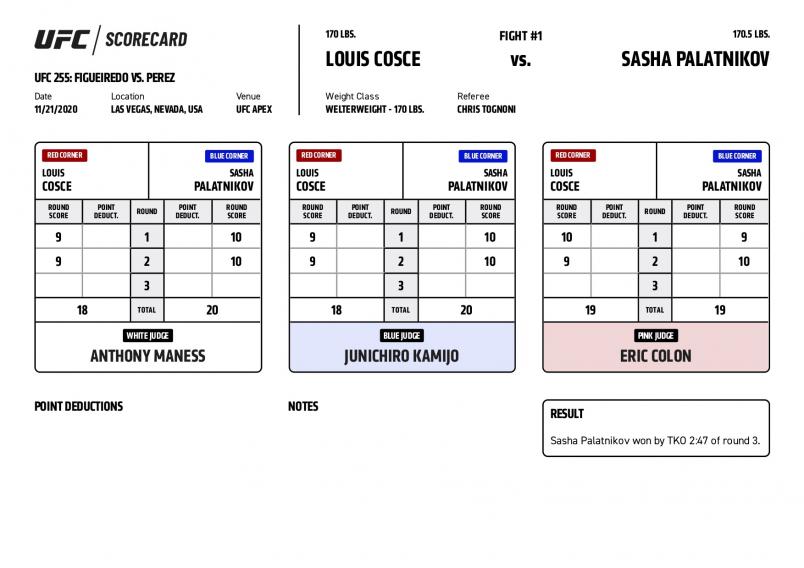 UFC / SCORECARD
UFC 255: FIGUEIREDO VS. PEREZ
Date Location Venue
11/21/2020 LAS VEGAS, NEVADA, USA UFC APEX
170 LBS. FIGHT #1 170.5 LBS.
LOUIS COSCE VS. SASHA PALATNIKOV
Weight Class Referee
WELTERWEIGHT - 170 LBS. CHRIS TOGNONI
RED CORNER BLUE CORNER
LOUIS SASHA
COSCE PALATNIKOV
ROUND SCORE POINT DEDUCT. ROUND POINT DEDUCT. ROUND SCORE
9 1 10
9 2 10
3
18 TOTAL 20
WHITE JUDGE
ANTHONY MANESS
RED CORNER BLUE CORNER
LOUIS SASHA
COSCE PALATNIKOV
ROUND SCORE POINT DEDUCT. ROUND POINT DEDUCT. ROUND SCORE
9 1 10
9 2 10
3
18 TOTAL 20
BLUE JUDGE
JUNICHIRO KAMIJO
RED CORNER BLUE CORNER
LOUIS SASHA
COSCE PALATNIKOV
ROUND SCORE POINT DEDUCT. ROUND POINT DEDUCT. ROUND SCORE
10 1 9
9 2 10
3
19 TOTAL 19
PINK JUDGE
ERIC COLON
POINT DEDUCTIONS
NOTES
RESULT
Sasha Palatnikov won by TKO 2:47 of round 3.